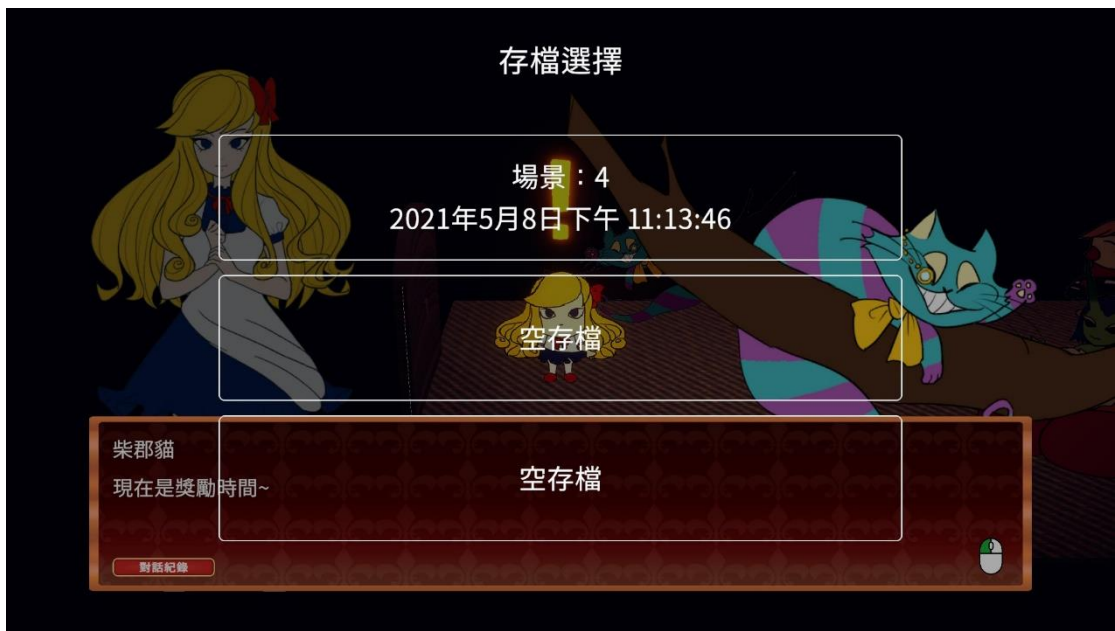 存檔選擇
場景：4
2021年5月8日下午 11:13:46
空存檔
空存檔
柴郡貓
現在是獎勵時間~
對話紀錄